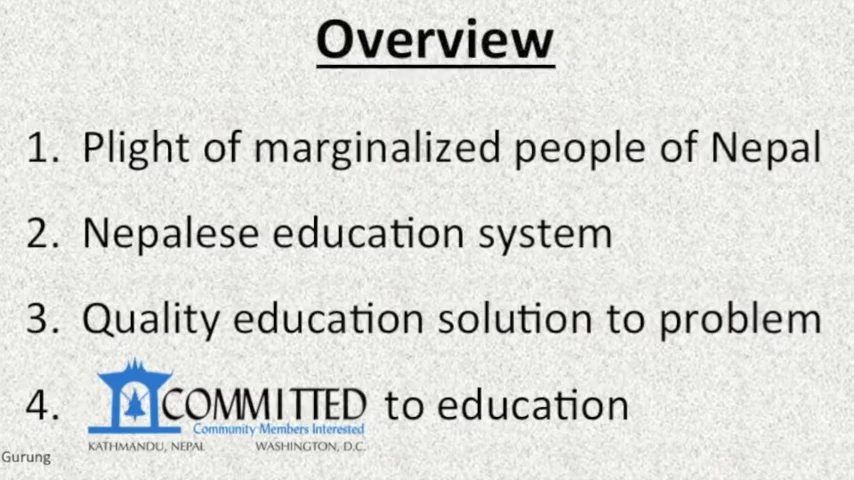 Overview
1. Plight of marginalized people of Nepal
2. Nepalese education system
3. Quality education solution to problem
4. COMMITTED to education
Community Members Interested
KATHMANDU, NEPAL WASHINGTON, D.C.
Gurung